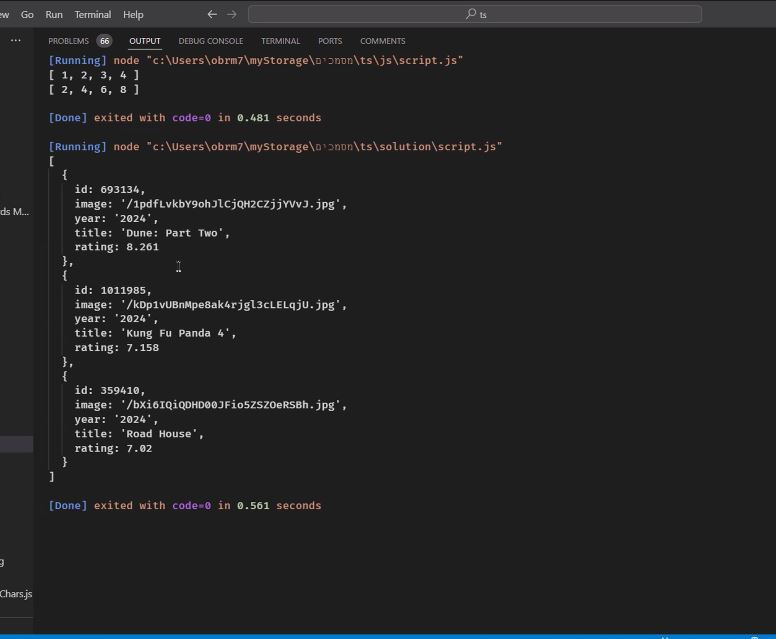 ew Go Run Terminal Help ← → ts
··· PROBLEMS 66 OUTPUT DEBUG CONSOLE TERMINAL PORTS COMMENTS
[Running] node "c:\Users\obrm7\myStorage\מסמכים\ts\js\script.js"
[ 1, 2, 3, 4 ]
[ 2, 4, 6, 8 ]
[Done] exited with code=0 in 0.481 seconds
[Running] node "c:\Users\obrm7\myStorage\מסמכים\ts\solution\script.js"
[
{
id: 693134,
image: '/1pdfLvkbY9ohJlCjQH2CZjjYVvJ.jpg',
year: '2024',
title: 'Dune: Part Two',
rating: 8.261
},
{
id: 1011985,
image: '/kDp1vUBnMpe8ak4rjgl3cLELqjU.jpg',
year: '2024',
title: 'Kung Fu Panda 4',
rating: 7.158
},
{
id: 359410,
image: '/bXi6IQiQDHD00JFio5ZSZOeRSBh.jpg',
year: '2024',
title: 'Road House',
rating: 7.02
}
]
[Done] exited with code=0 in 0.561 seconds
ds M...
g
Chars.js